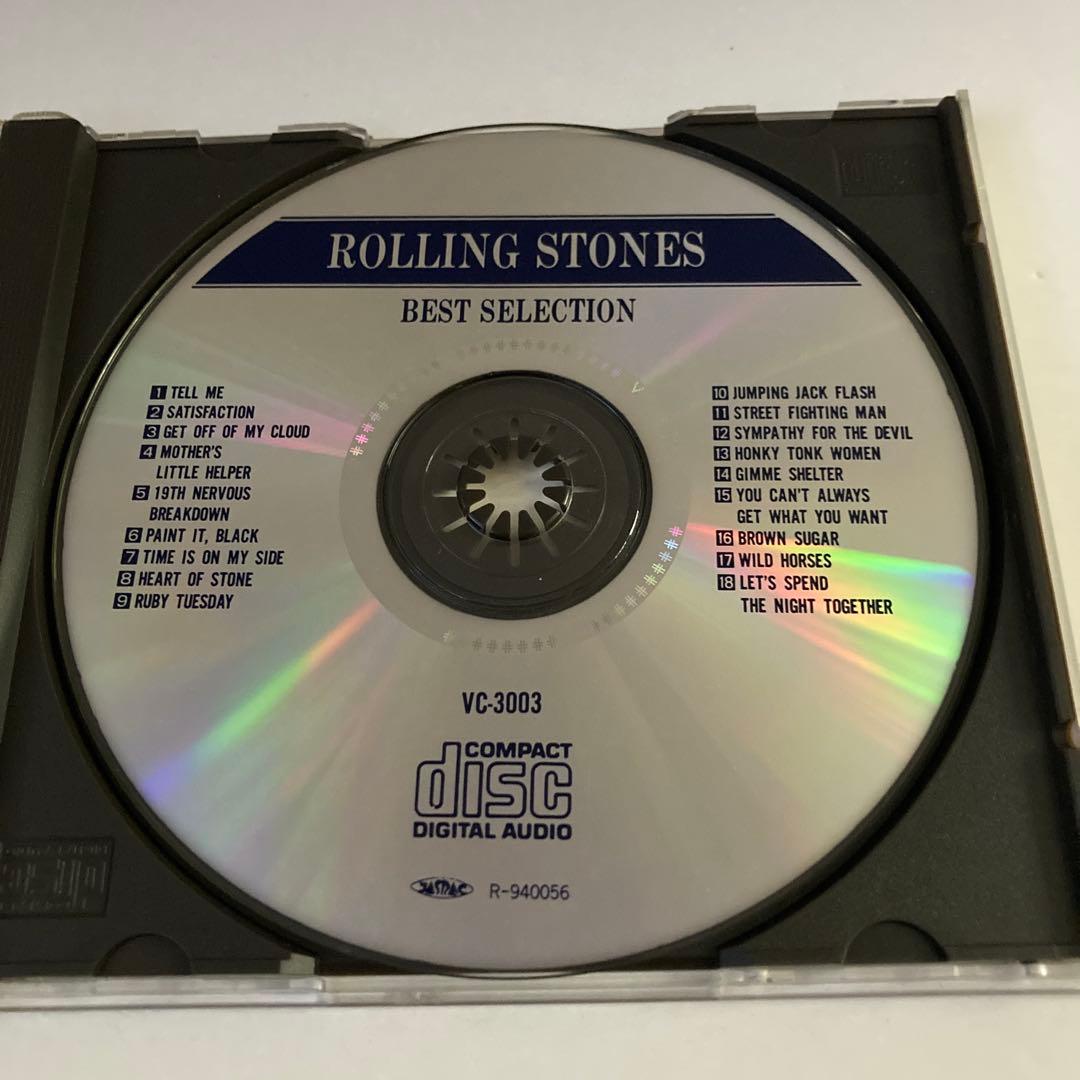 ROLLING STONES
BEST SELECTION
1 TELL ME
2 SATISFACTION
3 GET OFF OF MY CLOUD
4 MOTHER'S
LITTLE HELPER
5 19TH NERVOUS
BREAKDOWN
6 PAINT IT, BLACK
7 TIME IS ON MY SIDE
8 HEART OF STONE
9 RUBY TUESDAY
10 JUMPING JACK FLASH
11 STREET FIGHTING MAN
12 SYMPATHY FOR THE DEVIL
13 HONKY TONK WOMEN
14 GIMME SHELTER
15 YOU CAN'T ALWAYS
GET WHAT YOU WANT
16 BROWN SUGAR
17 WILD HORSES
18 LET'S SPEND
THE NIGHT TOGETHER
VC-3003
COMPACT
disc
DIGITAL AUDIO
JASRAC R-940056